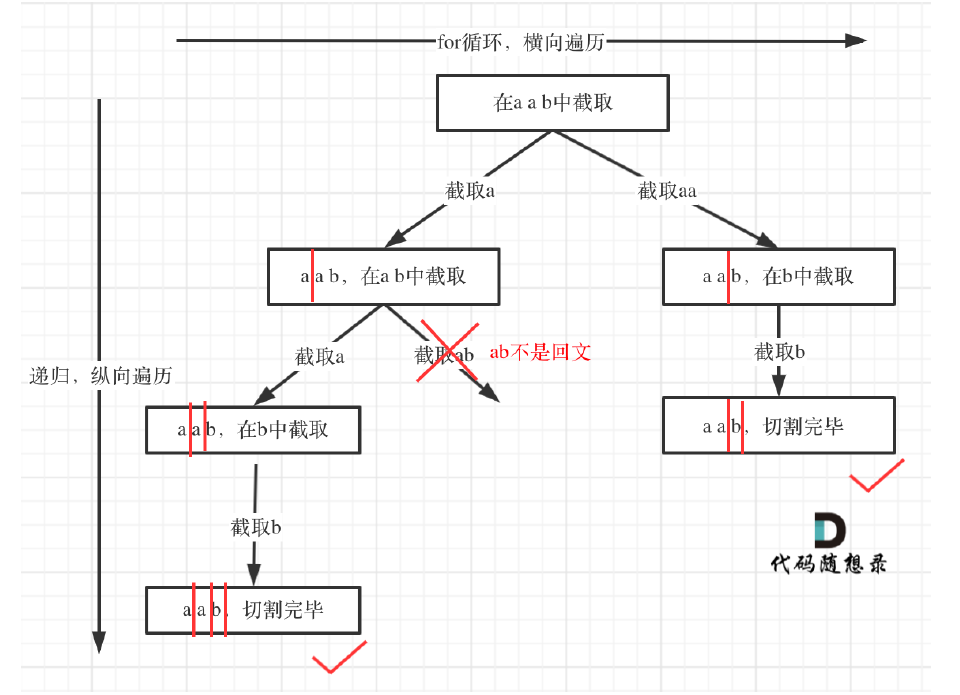 for循环，横向遍历
在a a b中截取
截取a
截取aa
a a b，在a b中截取
a a b，在b中截取
截取a
截取ab
ab不是回文
截取b
递归，纵向遍历
a a b，在b中截取
a a b，切割完毕
截取b
代码随想录
a a b，切割完毕